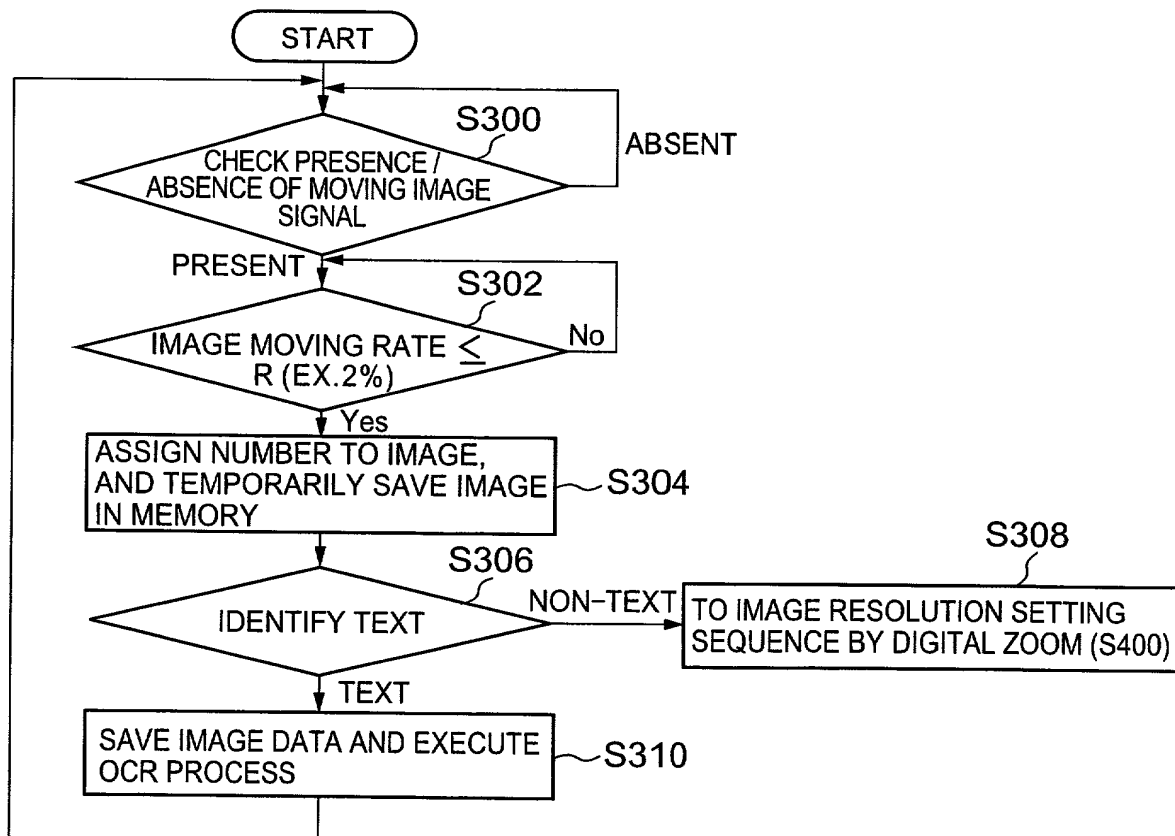 START
S300
CHECK PRESENCE /
ABSENCE OF MOVING IMAGE
SIGNAL
ABSENT
PRESENT
S302
IMAGE MOVING RATE ≤
R (EX.2%)
No
Yes
ASSIGN NUMBER TO IMAGE,
AND TEMPORARILY SAVE IMAGE
IN MEMORY
S304
S306
IDENTIFY TEXT
NON-TEXT
S308
TO IMAGE RESOLUTION SETTING
SEQUENCE BY DIGITAL ZOOM (S400)
TEXT
SAVE IMAGE DATA AND EXECUTE
OCR PROCESS
S310